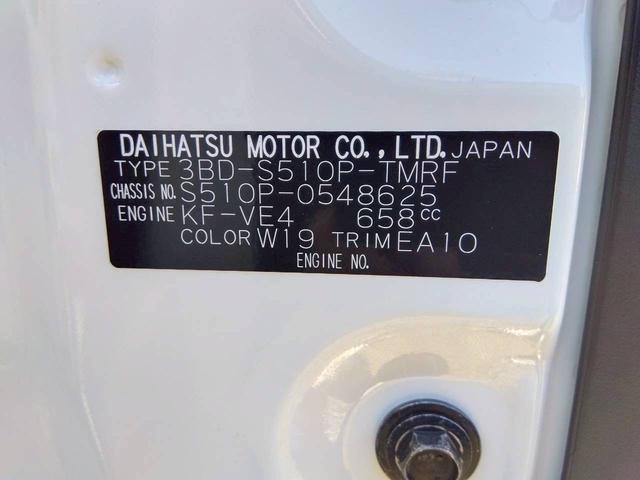 DAIHATSU MOTOR CO., LTD. JAPAN
TYPE 3BD-S510P-TMRF
CHASSIS NO. S510P-0548625
ENGINE KF-VE4 658cc
COLOR W19 TRIM EA10
ENGINE NO.